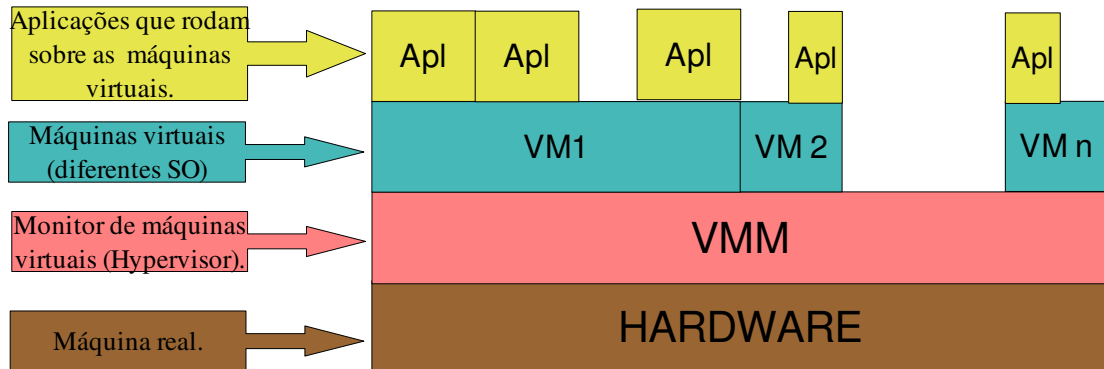 Aplicações que rodam
sobre as máquinas
virtuais.
Apl
Apl
Apl
Apl
Apl
Máquinas virtuais
(diferentes SO)
VM1
VM 2
VM n
Monitor de máquinas
virtuais (Hypervisor).
VMM
Máquina real.
HARDWARE